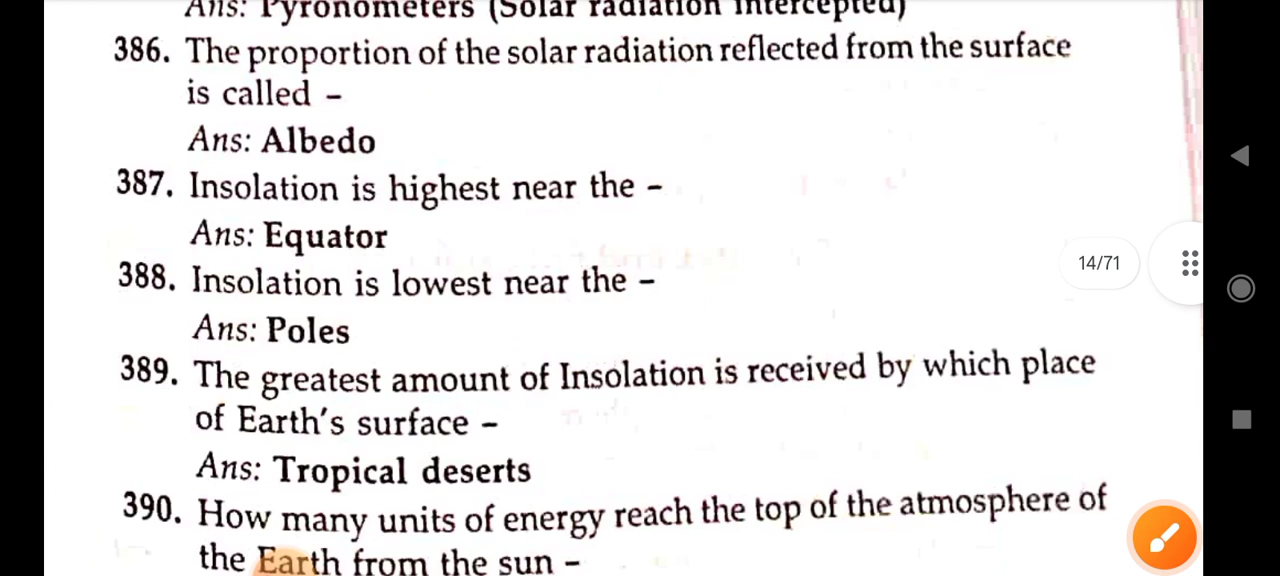 Ans: Pyronometers (Solar radiation intercepted)
386. The proportion of the solar radiation reflected from the surface
is called –
Ans: Albedo
387. Insolation is highest near the –
Ans: Equator
388. Insolation is lowest near the –
Ans: Poles
14/71
389. The greatest amount of Insolation is received by which place
of Earth's surface –
Ans: Tropical deserts
390. How many units of energy reach the top of the atmosphere of
the Earth from the sun –